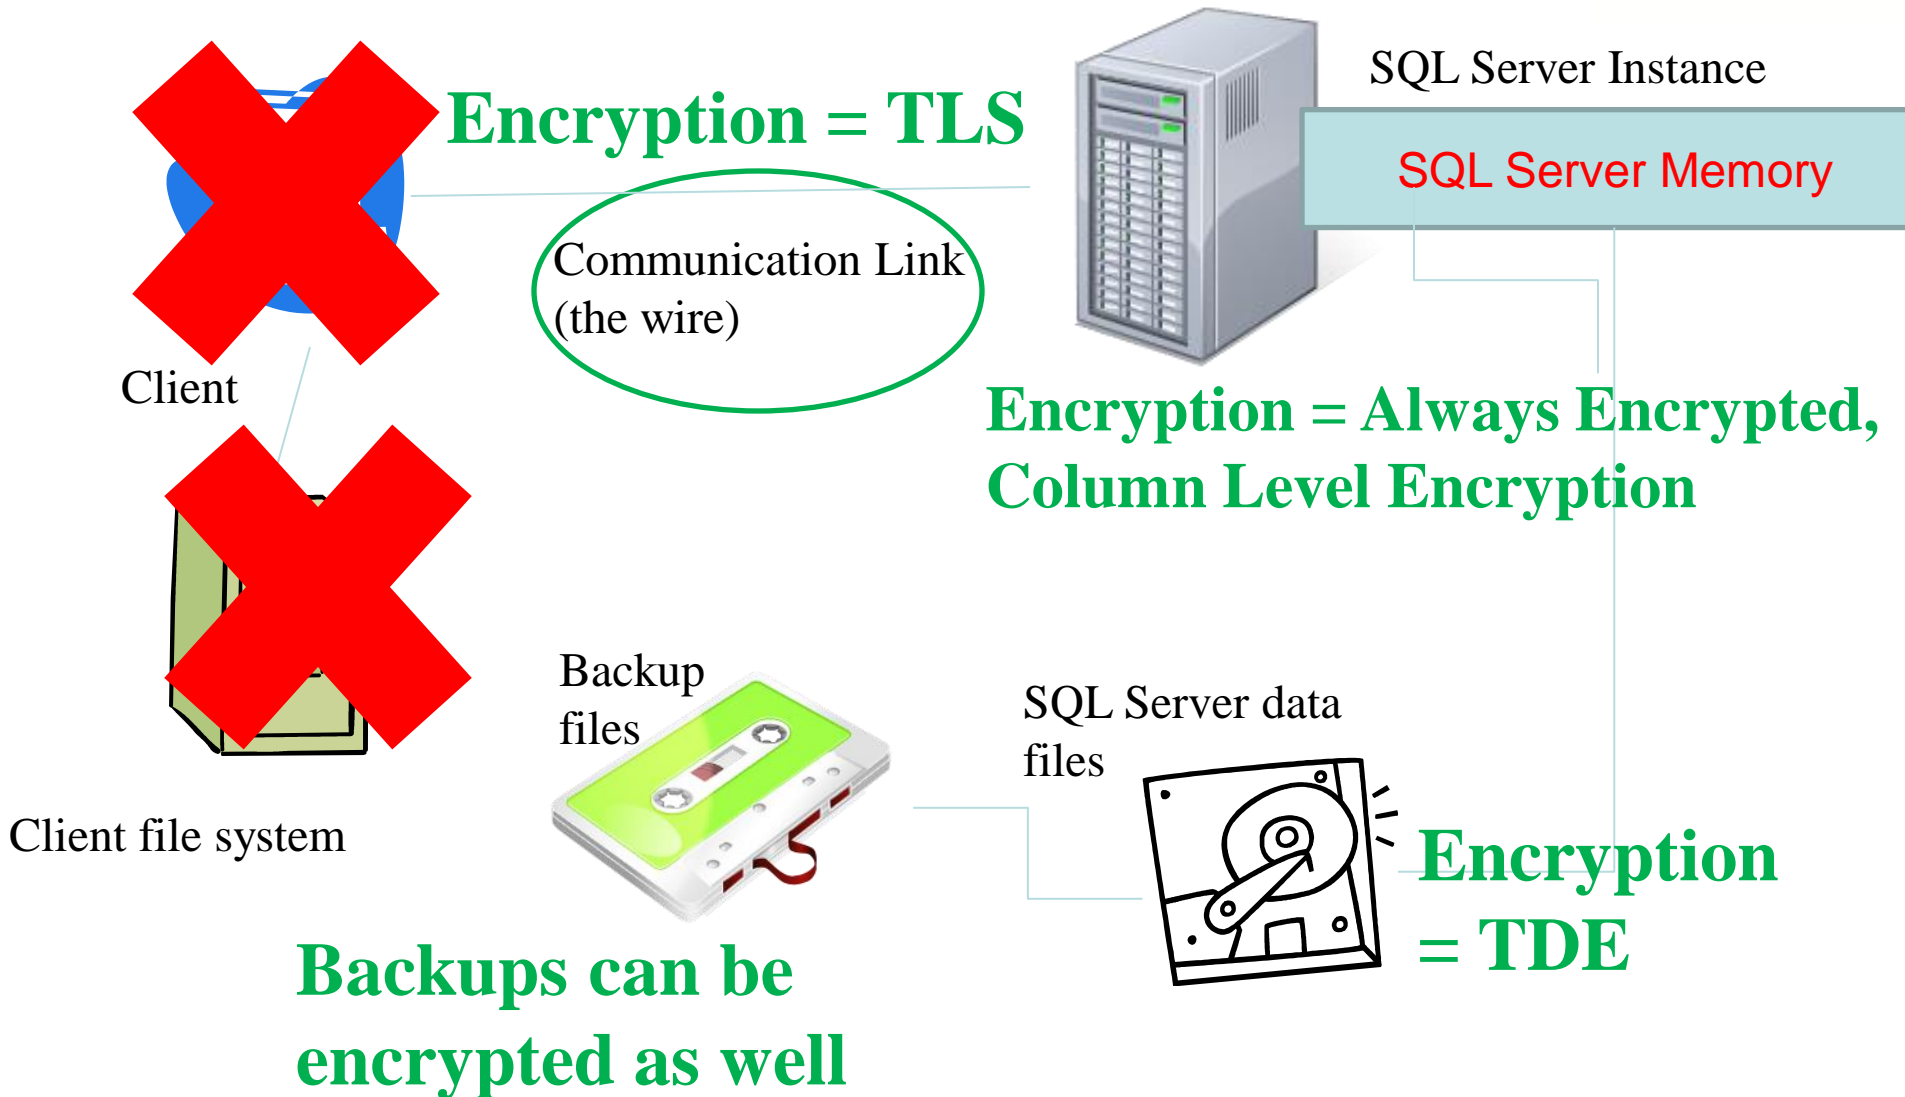 Encryption = TLS
SQL Server Instance
SQL Server Memory
Communication Link
(the wire)
Client
Encryption = Always Encrypted,
Column Level Encryption
Backup
files
SQL Server data
files
Client file system
Encryption
= TDE
Backups can be
encrypted as well